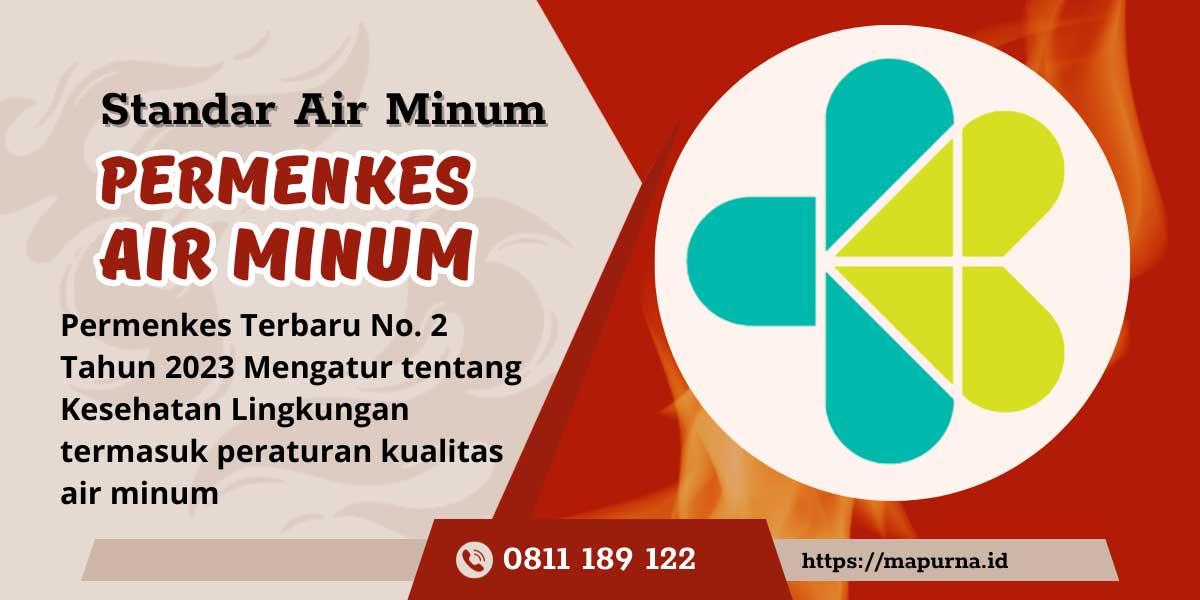 Standar Air Minum
PERMENKES
AIR MINUM
Permenkes Terbaru No. 2
Tahun 2023 Mengatur tentang
Kesehatan Lingkungan
termasuk peraturan kualitas
air minum
0811 189 122
https://mapurna.id